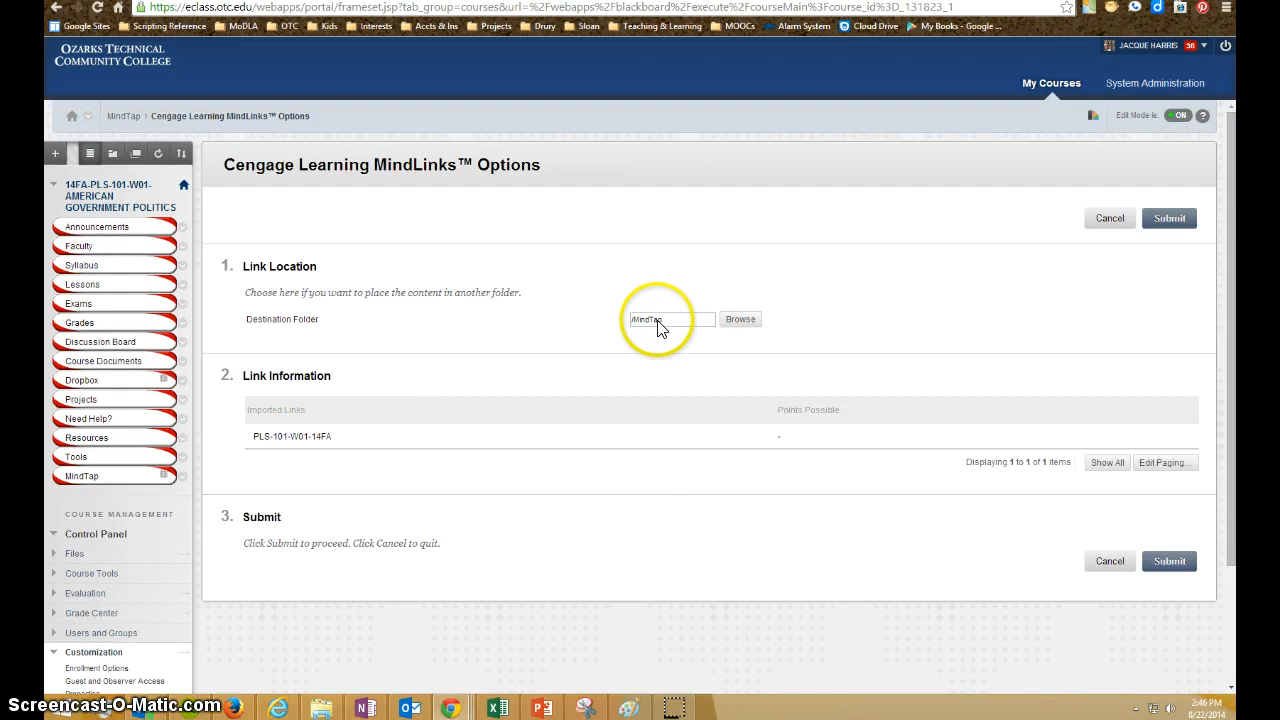 https://eclass.otc.edu/webapps/portal/frameset.jsp?tab_group=courses&url=%2Fwebapps%2Fblackboard%2Fexecute%2FcourseMain%3Fcourse_id%3D_131823_1
Google Sites Scripting Reference MoDLA OTC Kids Interests Accts & Ins Projects Drury Sloan Teaching & Learning MOOCs Alarm System Cloud Drive My Books - Google ...
OZARKS TECHNICAL
COMMUNITY COLLEGE
JACQUE HARRIS 36
My Courses System Administration
MindTap > Cengage Learning MindLinks™ Options
Edit Mode is: ON ?
14FA-PLS-101-W01-
AMERICAN
GOVERNMENT POLITICS
Announcements
Faculty
Syllabus
Lessons
Exams
Grades
Discussion Board
Course Documents
Dropbox
Projects
Need Help?
Resources
Tools
MindTap
COURSE MANAGEMENT
Control Panel
Files
Course Tools
Evaluation
Grade Center
Users and Groups
Customization
Enrollment Options
Guest and Observer Access
Cengage Learning MindLinks™ Options
Cancel Submit
1. Link Location
Choose here if you want to place the content in another folder.
Destination Folder /MindTap Browse
2. Link Information
Imported Links Points Possible
PLS-101-W01-14FA -
Displaying 1 to 1 of 1 items Show All Edit Paging...
3. Submit
Click Submit to proceed. Click Cancel to quit.
Cancel Submit
Screencast-O-Matic.com
2:46 PM
8/22/2014